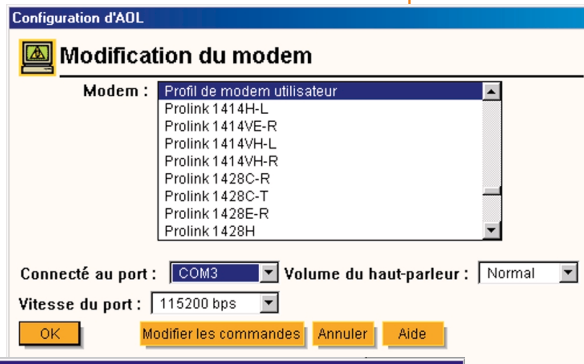 Configuration d'AOL
Modification du modem
Modem : Profil de modem utilisateur
Prolink 1414H-L
Prolink 1414VE-R
Prolink 1414VH-L
Prolink 1414VH-R
Prolink 1428C-R
Prolink 1428C-T
Prolink 1428E-R
Prolink 1428H
Connecté au port : COM3 Volume du haut-parleur : Normal
Vitesse du port : 115200 bps
OK Modifier les commandes Annuler Aide